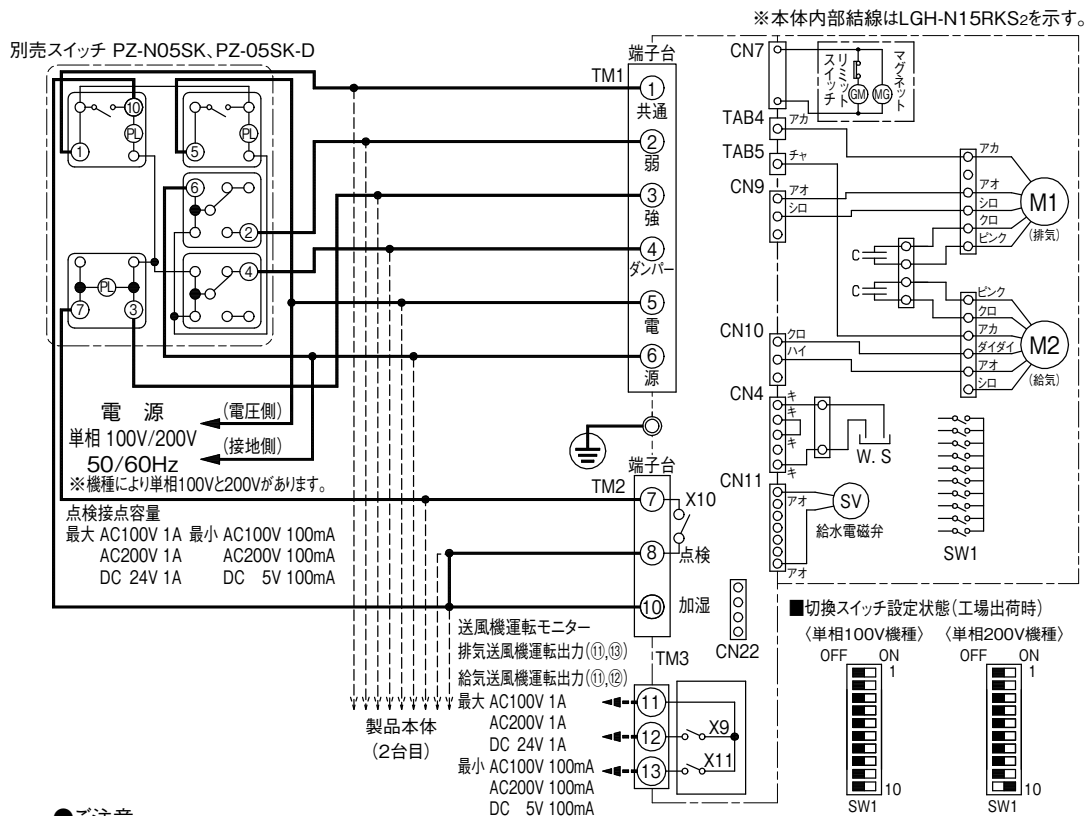 ※本体内部結線はLGH-N15RKS2を示す。
別売スイッチ PZ-N05SK、PZ-05SK-D
端子台
TM1
① 共通
② 弱
③ 強
④ ダンパー
⑤ 電
⑥ 源
⑩
PL
①
PL
⑤
⑥
②
④
PL
⑦
③
電 源
単相 100V/200V
50/60Hz
(電圧側)
(接地側)
※機種により単相100Vと200Vがあります。
点検接点容量
最大 AC100V 1A 最小 AC100V 100mA
AC200V 1A AC200V 100mA
DC 24V 1A DC 5V 100mA
端子台
TM2
⑦
X10
⑧ 点検
⑩ 加湿
CN22
製品本体
(2台目)
送風機運転モニター
排気送風機運転出力(⑪,⑬)
給気送風機運転出力(⑪,⑫)
最大 AC100V 1A
AC200V 1A
DC 24V 1A
最小 AC100V 100mA
AC200V 100mA
DC 5V 100mA
TM3
⑪
⑫
⑬
X9
X11
CN7
リミットスイッチ
GM
MG
マグネット
TAB4
アカ
TAB5
チャ
CN9
アオ
シロ
アカ
アオ
シロ
クロ
ピンク
M1
(排気)
C
C
ピンク
クロ
アカ
ダイダイ
アオ
シロ
M2
(給気)
CN10
クロ
ハイ
CN4
キ
キ
キ
キ
W. S
CN11
アオ
アオ
SV
給水電磁弁
SW1
■切換スイッチ設定状態(工場出荷時)
〈単相100V機種〉 〈単相200V機種〉
OFF ON OFF ON
1 1
10 10
SW1 SW1
●ご注意